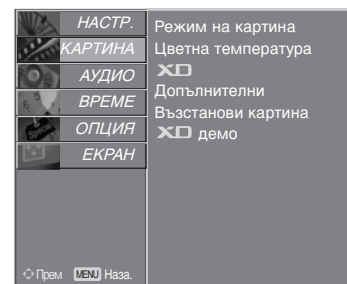 НАСТР.
КАРТИНА
АУДИО
ВРЕМЕ
ОПЦИЯ
ЕКРАН
Прем MENU Наза.
Режим на картина
Цветна температура
XD
Допълнителни
Възстанови картина
XD демо